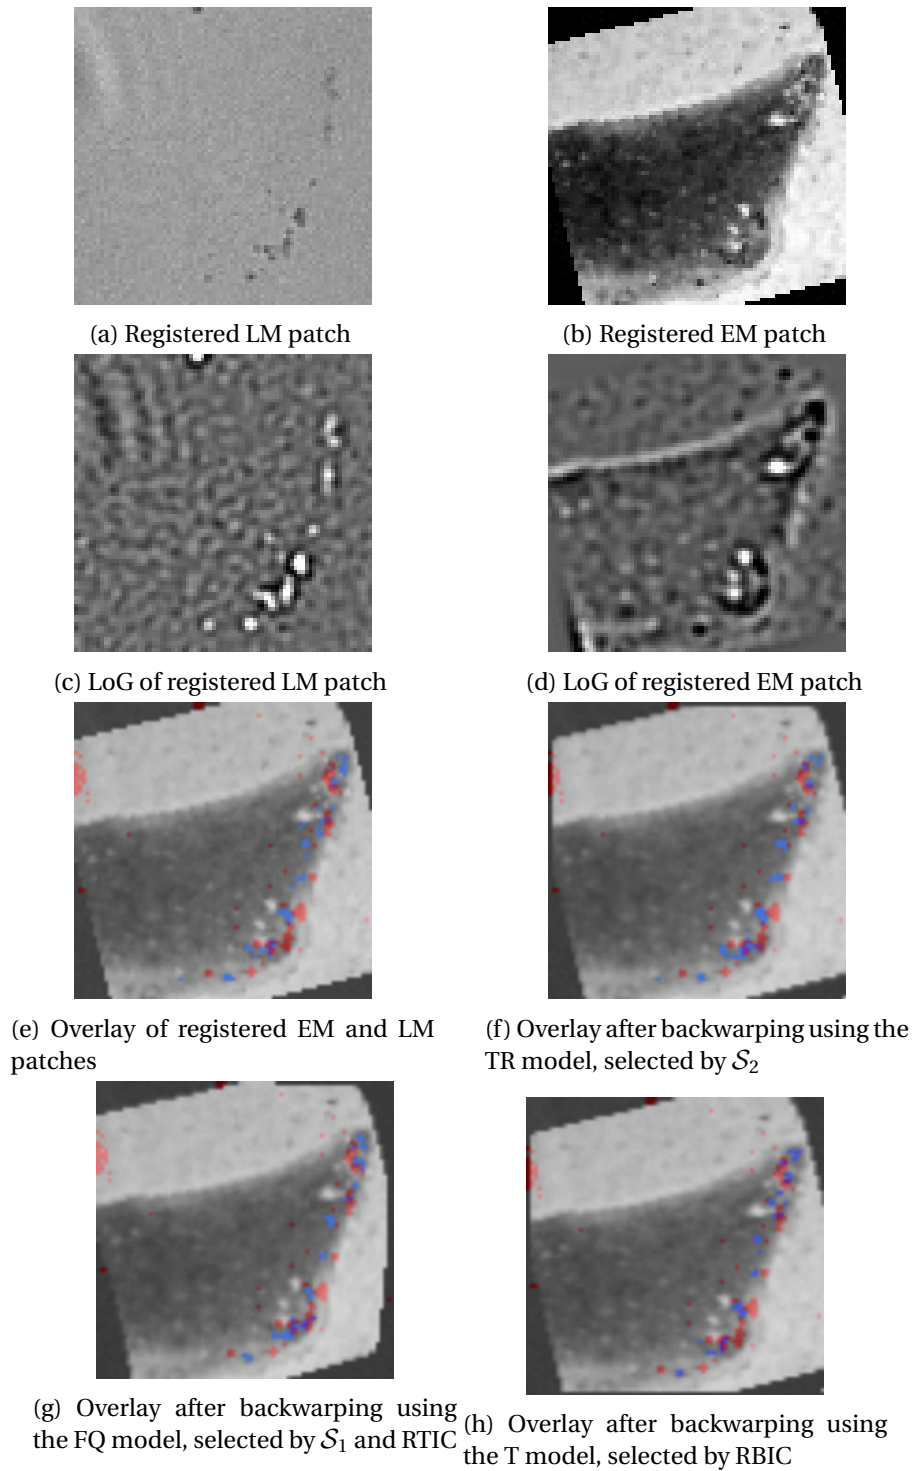 (a) Registered LM patch
(b) Registered EM patch
(c) LoG of registered LM patch
(d) LoG of registered EM patch
(e) Overlay of registered EM and LM
patches
(f) Overlay after backwarping using the
TR model, selected by 𝒮₂
(g) Overlay after backwarping using
the FQ model, selected by 𝒮₁ and RTIC
(h) Overlay after backwarping using
the T model, selected by RBIC